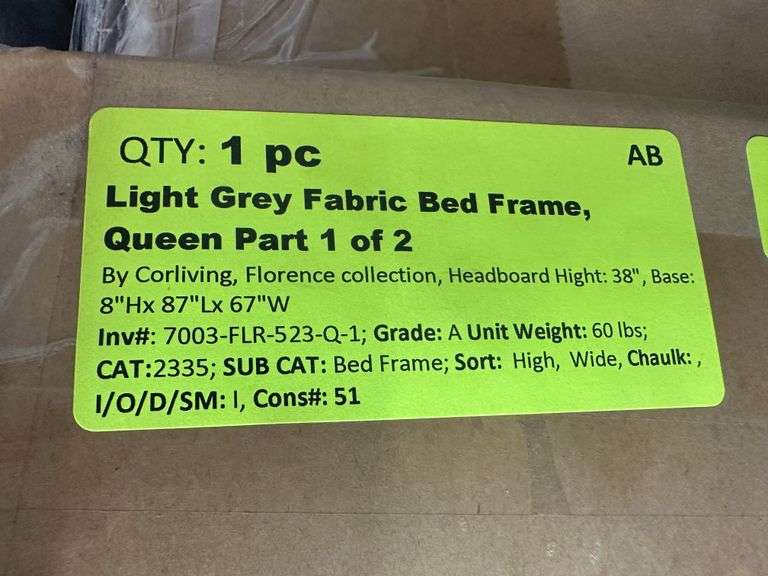 QTY: 1 pc AB
Light Grey Fabric Bed Frame,
Queen Part 1 of 2
By Corliving, Florence collection, Headboard Hight: 38", Base:
8"Hx 87"Lx 67"W
Inv#: 7003-FLR-523-Q-1; Grade: A Unit Weight: 60 lbs;
CAT:2335; SUB CAT: Bed Frame; Sort: High, Wide, Chaulk: ,
I/O/D/SM: I, Cons#: 51